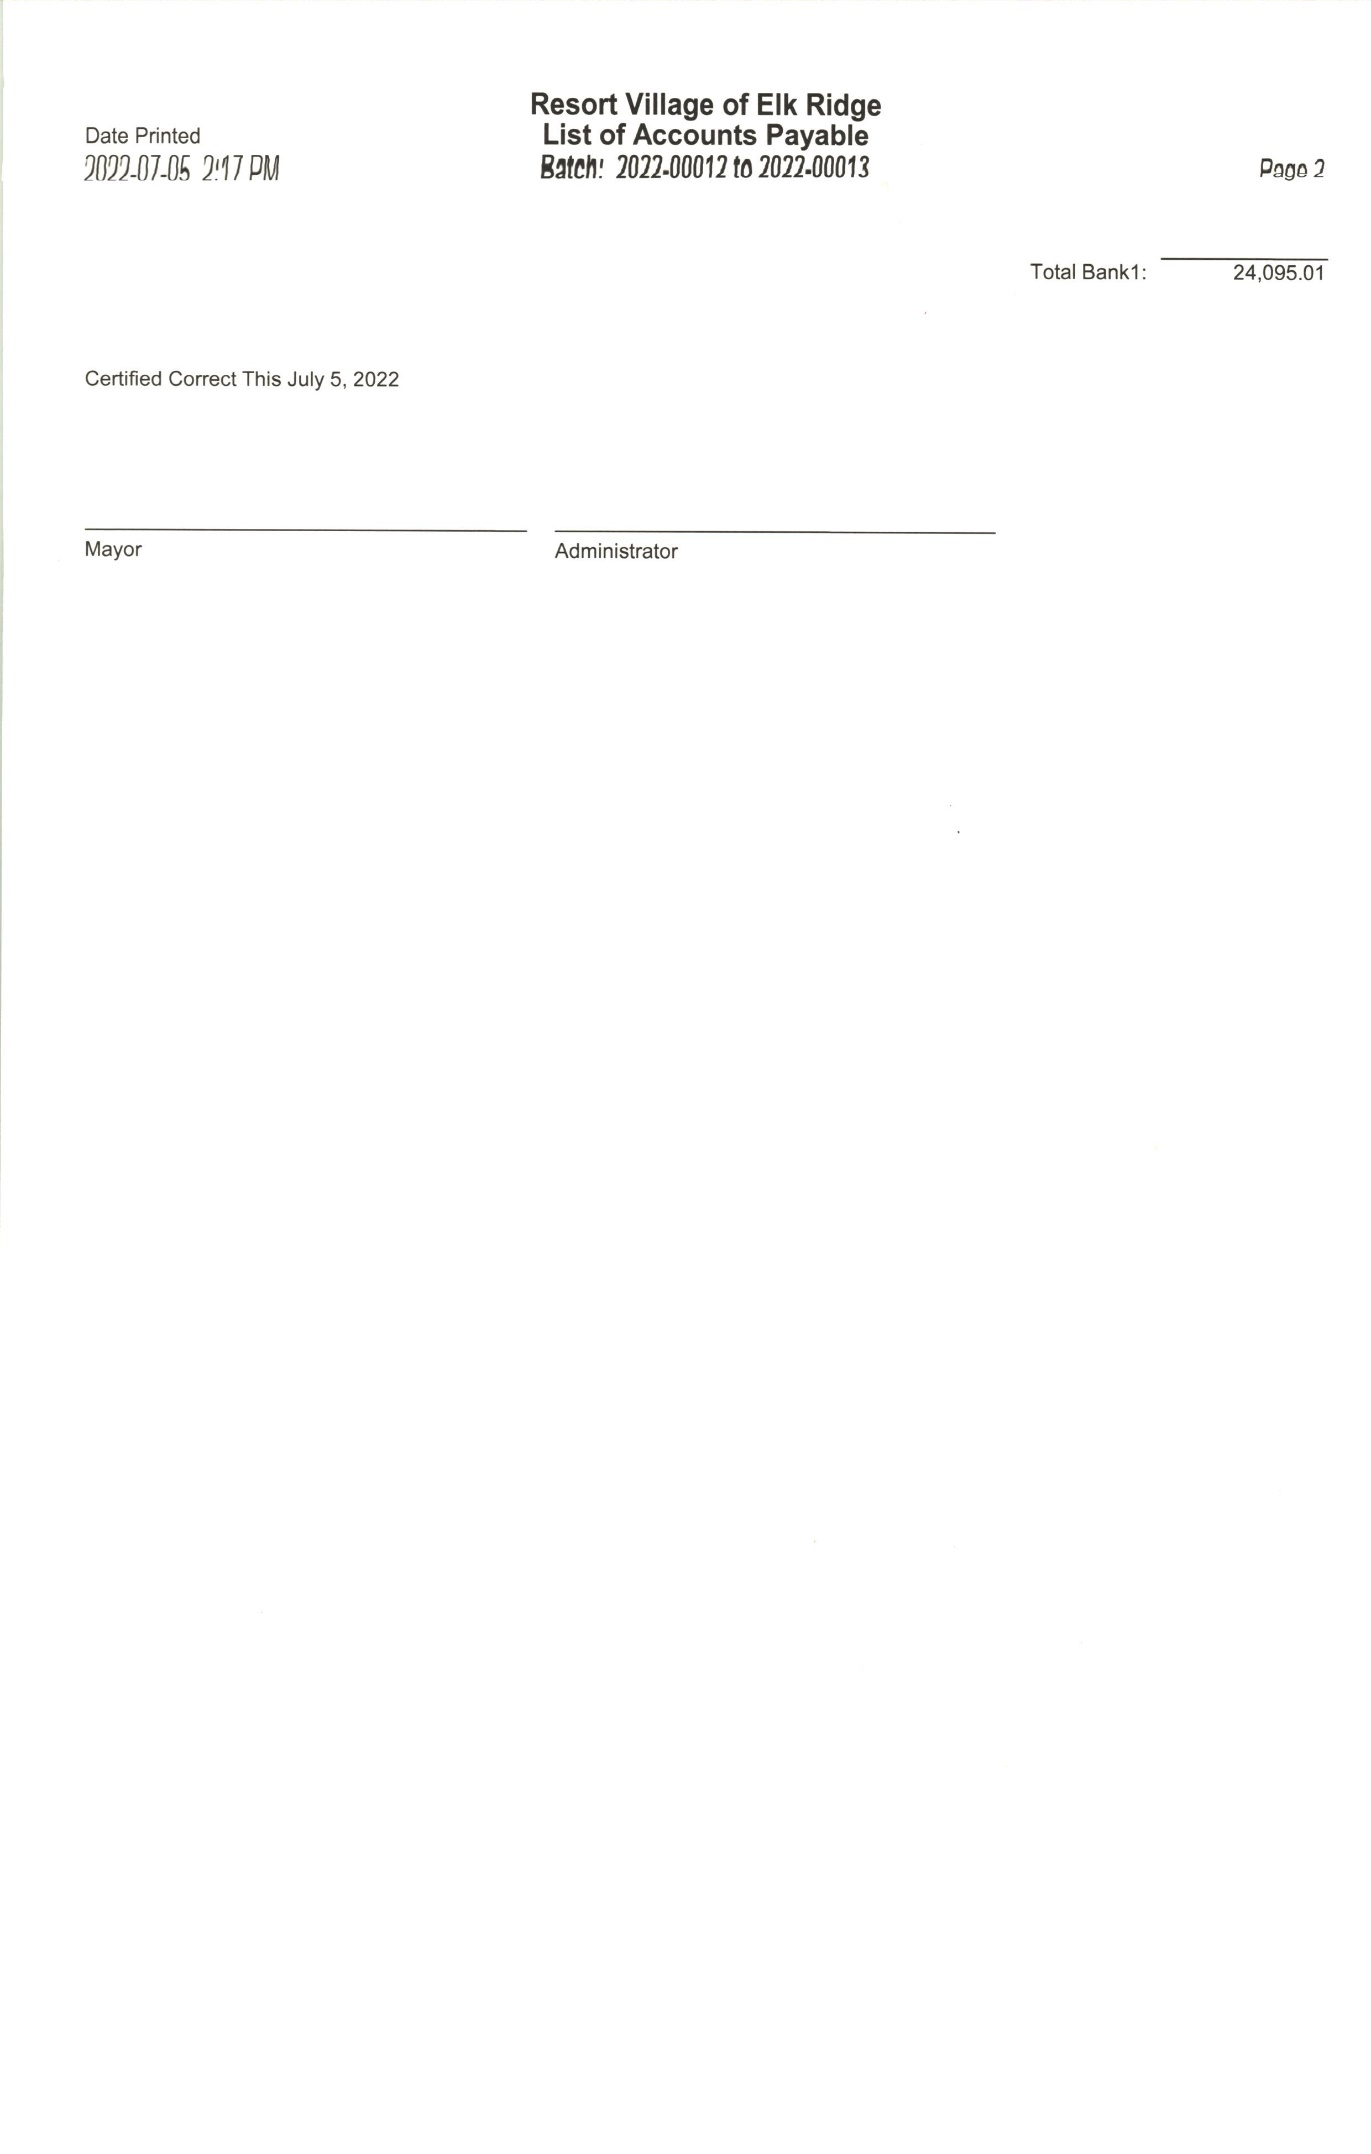 Resort Village of Elk Ridge
Date Printed
List of Accounts Payable
2022-07-05 2:17 PM
Batch: 2022-00012 to 2022-00013
Page 2
Total Bank1: 24,095.01
Certified Correct This July 5, 2022
Mayor
Administrator